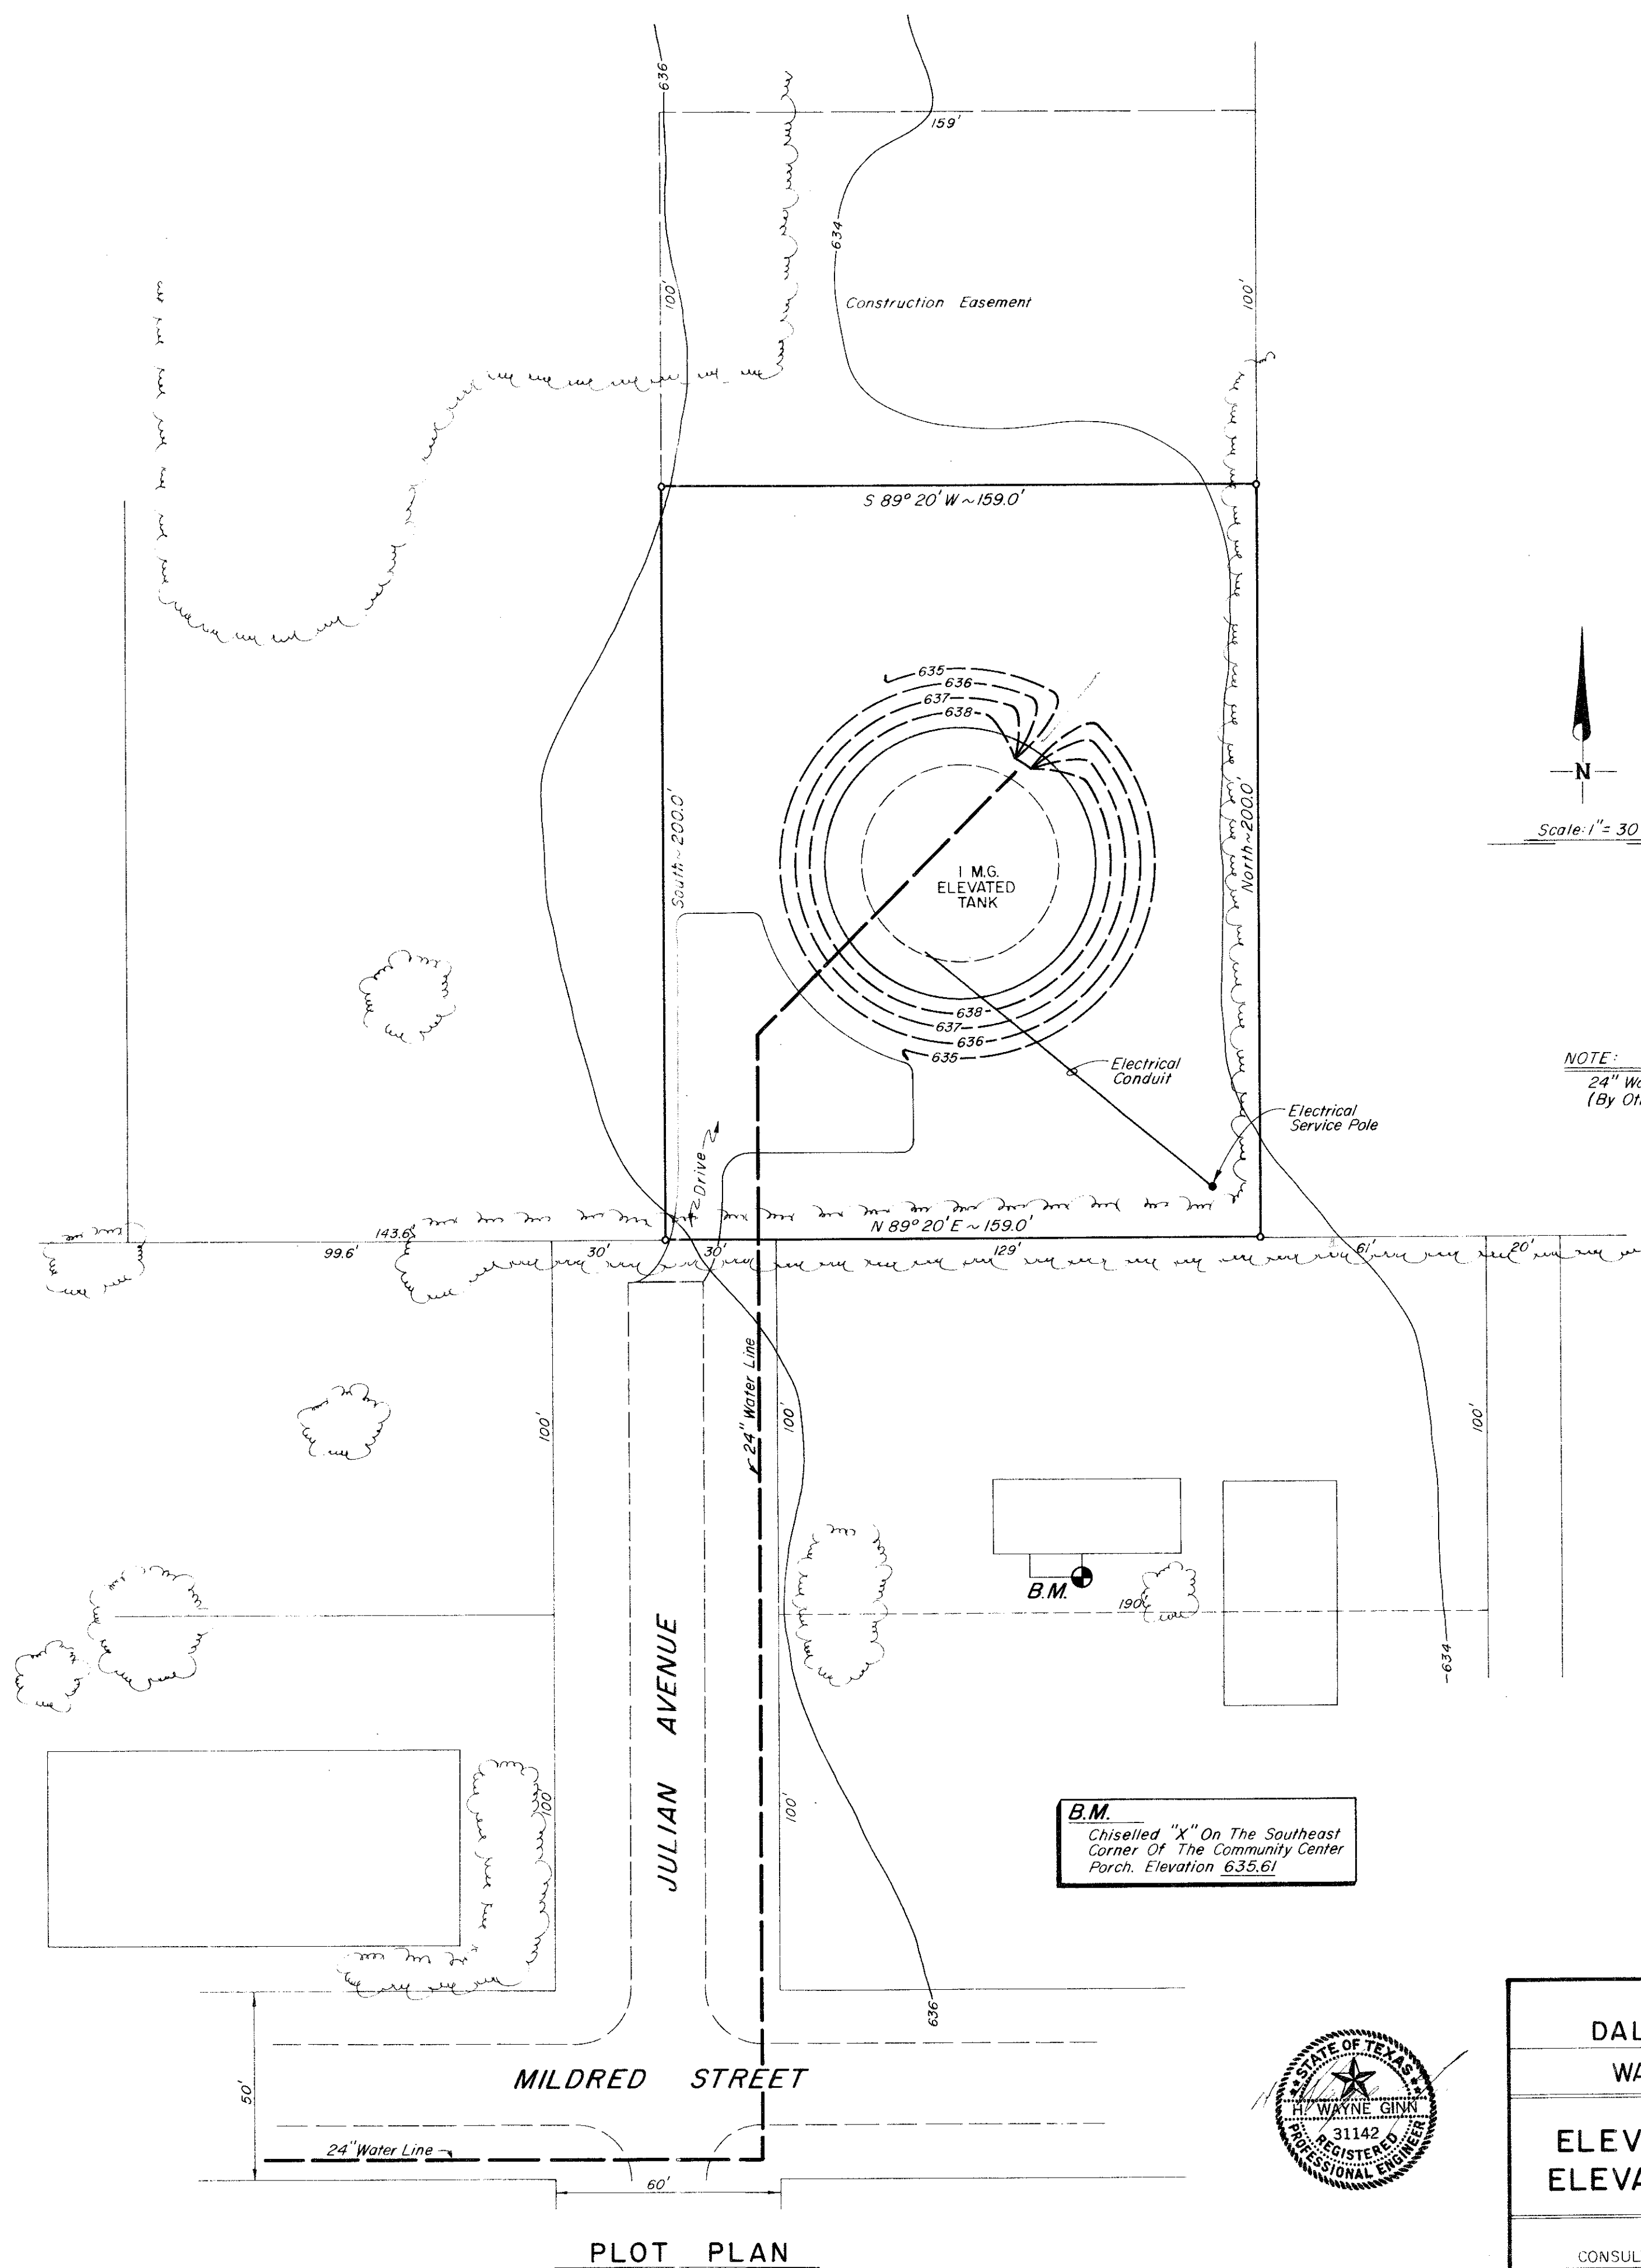 636
159'
634
100'
100'
Construction Easement
S 89° 20' W ~ 159.0'
635
636
637
638
South ~ 200.0'
North ~ 200.0'
N
Scale: 1" = 30
1 M.G.
ELEVATED
TANK
638
637
636
635
Electrical
Conduit
Electrical
Service Pole
NOTE:
24" Wa
(By Ot
Drive
N 89° 20' E ~ 159.0'
143.6'
99.6'
30'
30'
129'
61'
20'
24" Water Line
100'
100'
100'
B.M.
190'
634
JULIAN AVENUE
100'
100'
B.M.
Chiselled "X" On The Southeast
Corner Of The Community Center
Porch. Elevation 635.61
636
50'
MILDRED STREET
24" Water Line
60'
PLOT PLAN
STATE OF TEXAS
H. WAYNE GINN
31142
REGISTERED
PROFESSIONAL ENGINEER
DAL
WA
ELEV
ELEVA
CONSUL